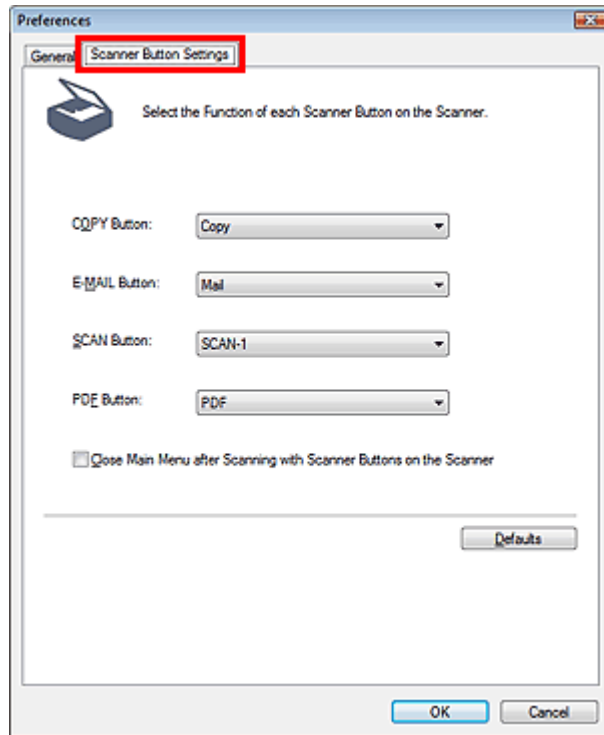 Preferences
General
Scanner Button Settings
Select the Function of each Scanner Button on the Scanner.
COPY Button: Copy
E-MAIL Button: Mail
SCAN Button: SCAN-1
PDF Button: PDF
Close Main Menu after Scanning with Scanner Buttons on the Scanner
Defaults
OK Cancel